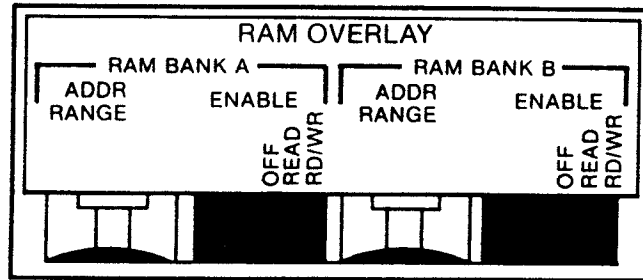 RAM OVERLAY
RAM BANK A
ADDR
RANGE
ENABLE
OFF
READ
RD/WR
RAM BANK B
ADDR
RANGE
ENABLE
OFF
READ
RD/WR